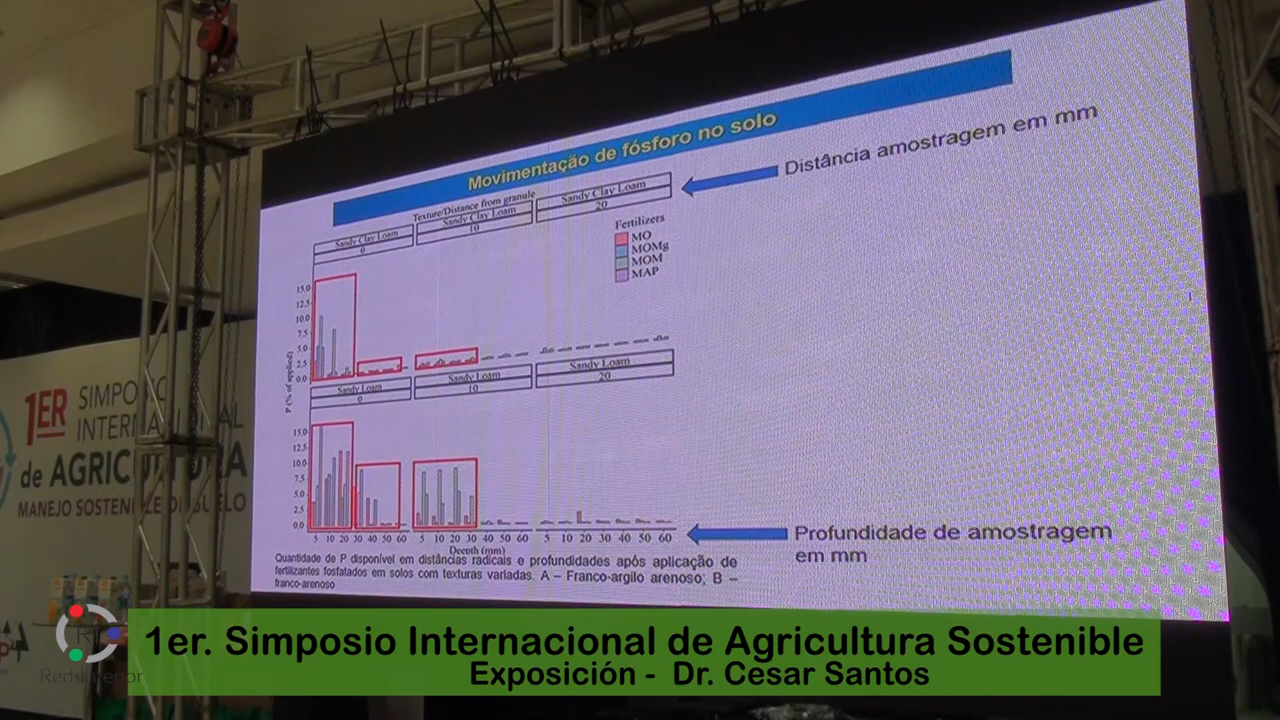 Movimentação de fósforo no solo
Distância amostragem em mm
Texture/Distance from granule
Sandy Clay Loam
0
Sandy Clay Loam
10
Sandy Clay Loam
20
Fertilizers
MO
MOMg
MOM
MAP
P (% of applied)
15.0
12.5
10.0
7.5
5.0
2.5
0.0
Sandy Loam
0
Sandy Loam
10
Sandy Loam
20
15.0
12.5
10.0
7.5
5.0
2.5
0.0
5 10 20 30 40 50 60
5 10 20 30 40 50 60
5 10 20 30 40 50 60
Depth (mm)
Profundidade de amostragem
em mm
Quantidade de P disponível em distâncias radicais e profundidades após aplicação de
fertilizantes fosfatados em solos com texturas variadas. A – Franco-argilo arenoso; B –
franco-arenoso
1ER
SIMPOSIO
INTERNACIONAL
de AGRICULTURA
MANEJO SOSTENIBLE DEL SUELO
1er. Simposio Internacional de Agricultura Sostenible
Exposición - Dr. Cesar Santos